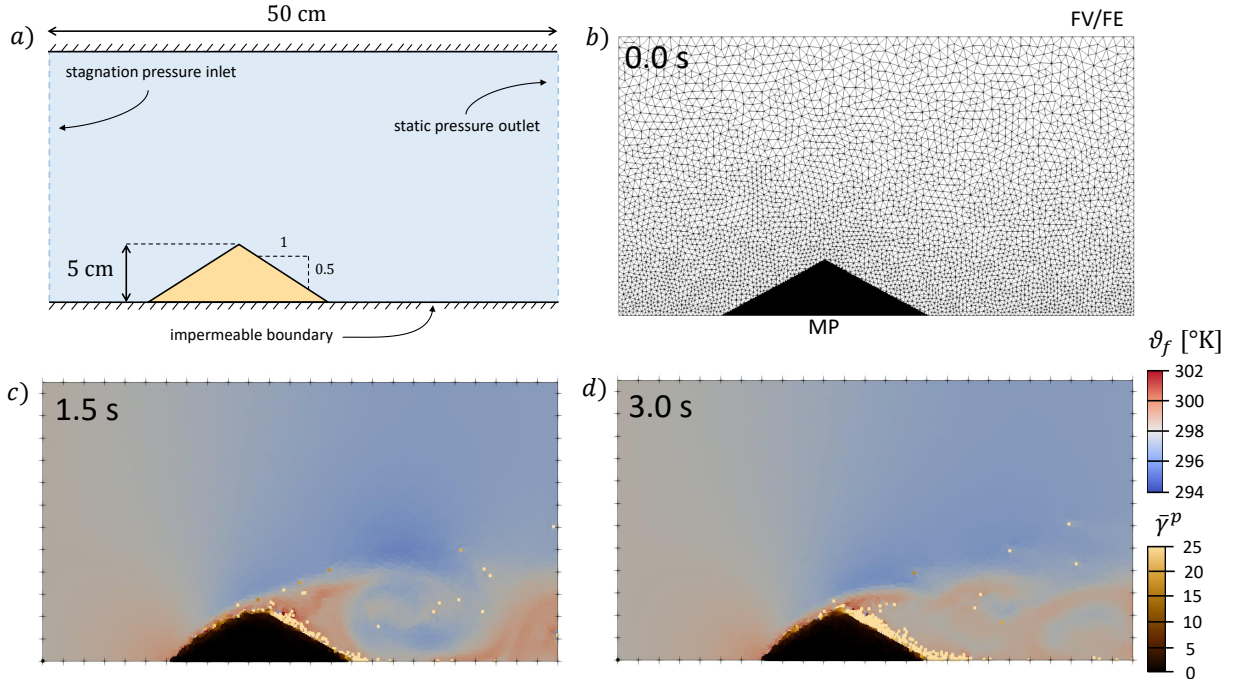 50 cm
a)
stagnation pressure inlet
static pressure outlet
5 cm
1
0.5
impermeable boundary
b)
FV/FE
0.0 s
MP
c)
1.5 s
d)
3.0 s
ϑ_f [°K]
302
300
298
296
294
γ̄^p
25
20
15
10
5
0